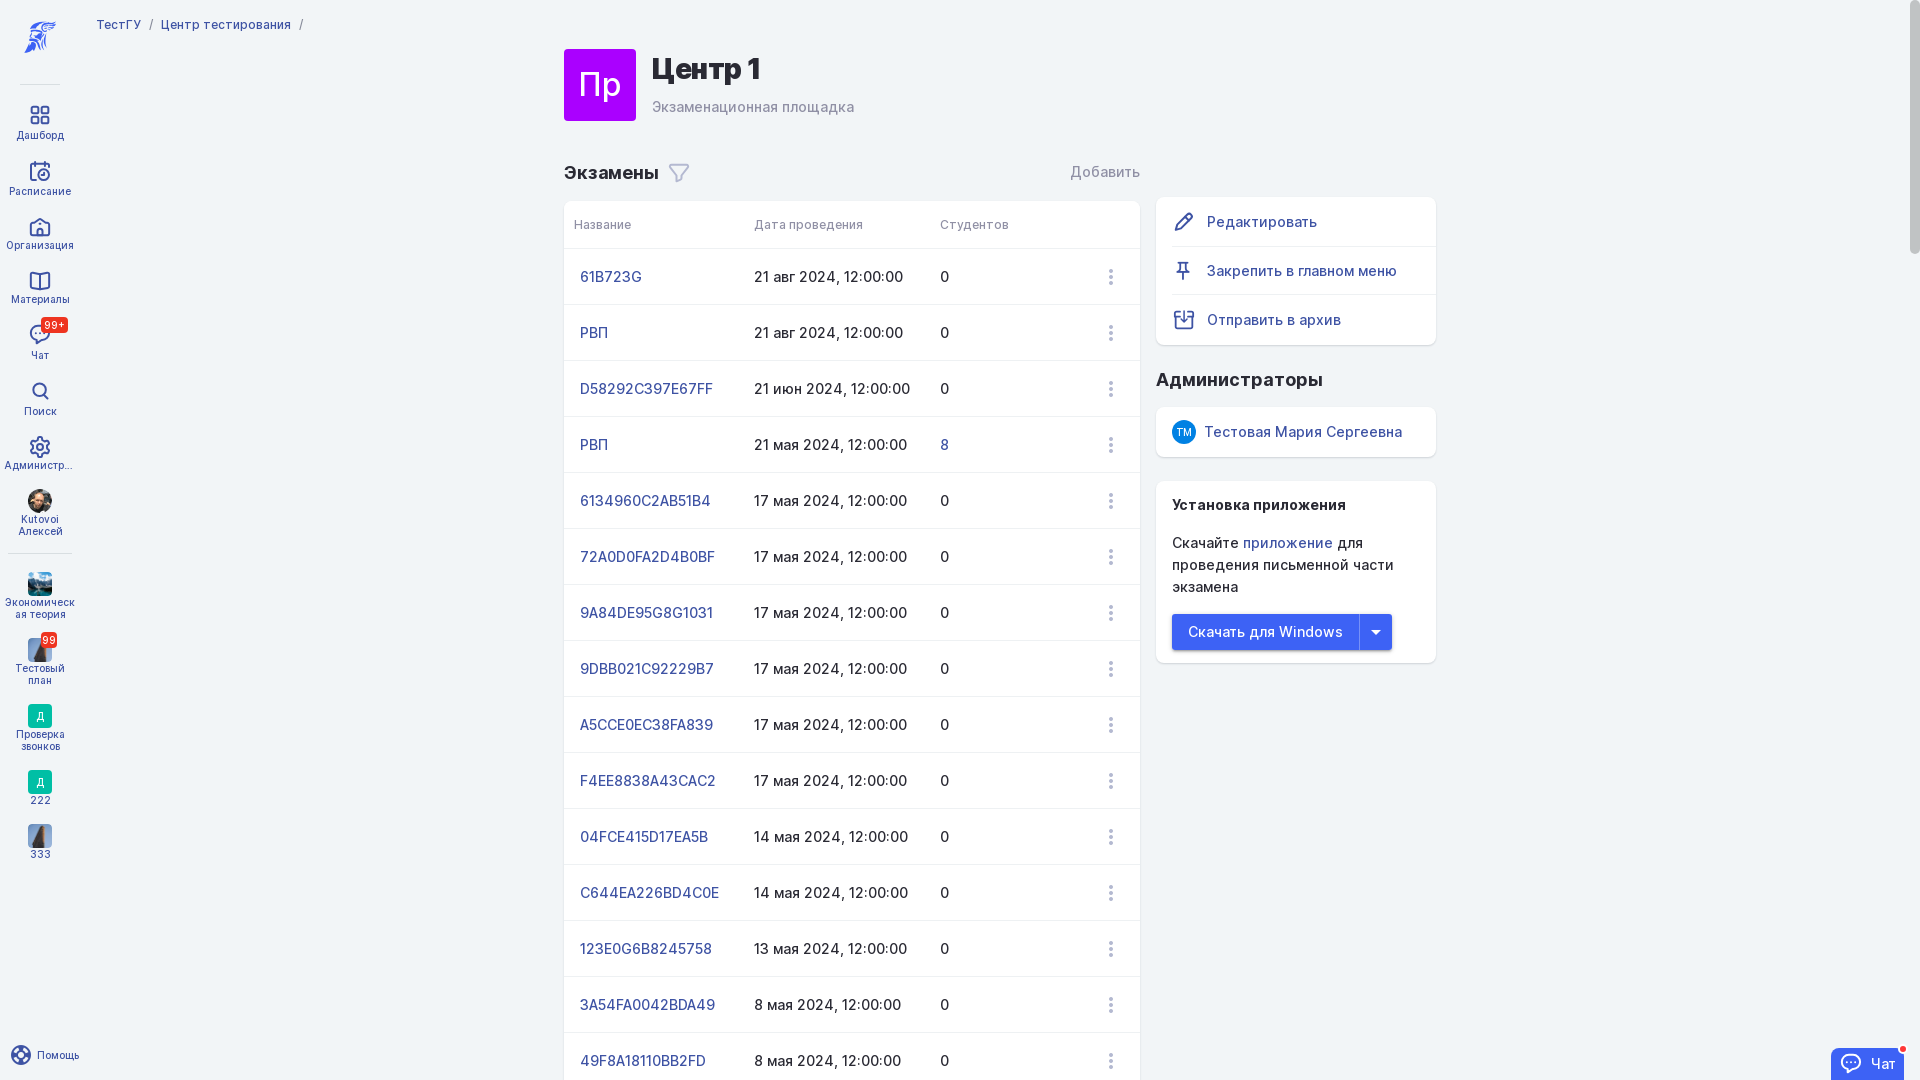 ТестГУ / Центр тестирования /
Пр
Центр 1
Экзаменационная площадка
Дашборд
Расписание
Организация
Материалы
99+
Чат
Поиск
Администр...
Kutovoi
Алексей
Экономическ
ая теория
99
Тестовый
план
Д
Проверка
звонков
Д
222
333
Помощь
Экзамены
Добавить
Название Дата проведения Студентов
61B723G 21 авг 2024, 12:00:00 0
РВП 21 авг 2024, 12:00:00 0
D58292C397E67FF 21 июн 2024, 12:00:00 0
РВП 21 мая 2024, 12:00:00 8
6134960C2AB51B4 17 мая 2024, 12:00:00 0
72A0D0FA2D4B0BF 17 мая 2024, 12:00:00 0
9A84DE95G8G1031 17 мая 2024, 12:00:00 0
9DBB021C92229B7 17 мая 2024, 12:00:00 0
A5CCE0EC38FA839 17 мая 2024, 12:00:00 0
F4EE8838A43CAC2 17 мая 2024, 12:00:00 0
04FCE415D17EA5B 14 мая 2024, 12:00:00 0
C644EA226BD4C0E 14 мая 2024, 12:00:00 0
123E0G6B8245758 13 мая 2024, 12:00:00 0
3A54FA0042BDA49 8 мая 2024, 12:00:00 0
49F8A18110BB2FD 8 мая 2024, 12:00:00 0
Редактировать
Закрепить в главном меню
Отправить в архив
Администраторы
ТМ Тестовая Мария Сергеевна
Установка приложения
Скачайте приложение для
проведения письменной части
экзамена
Скачать для Windows
Чат